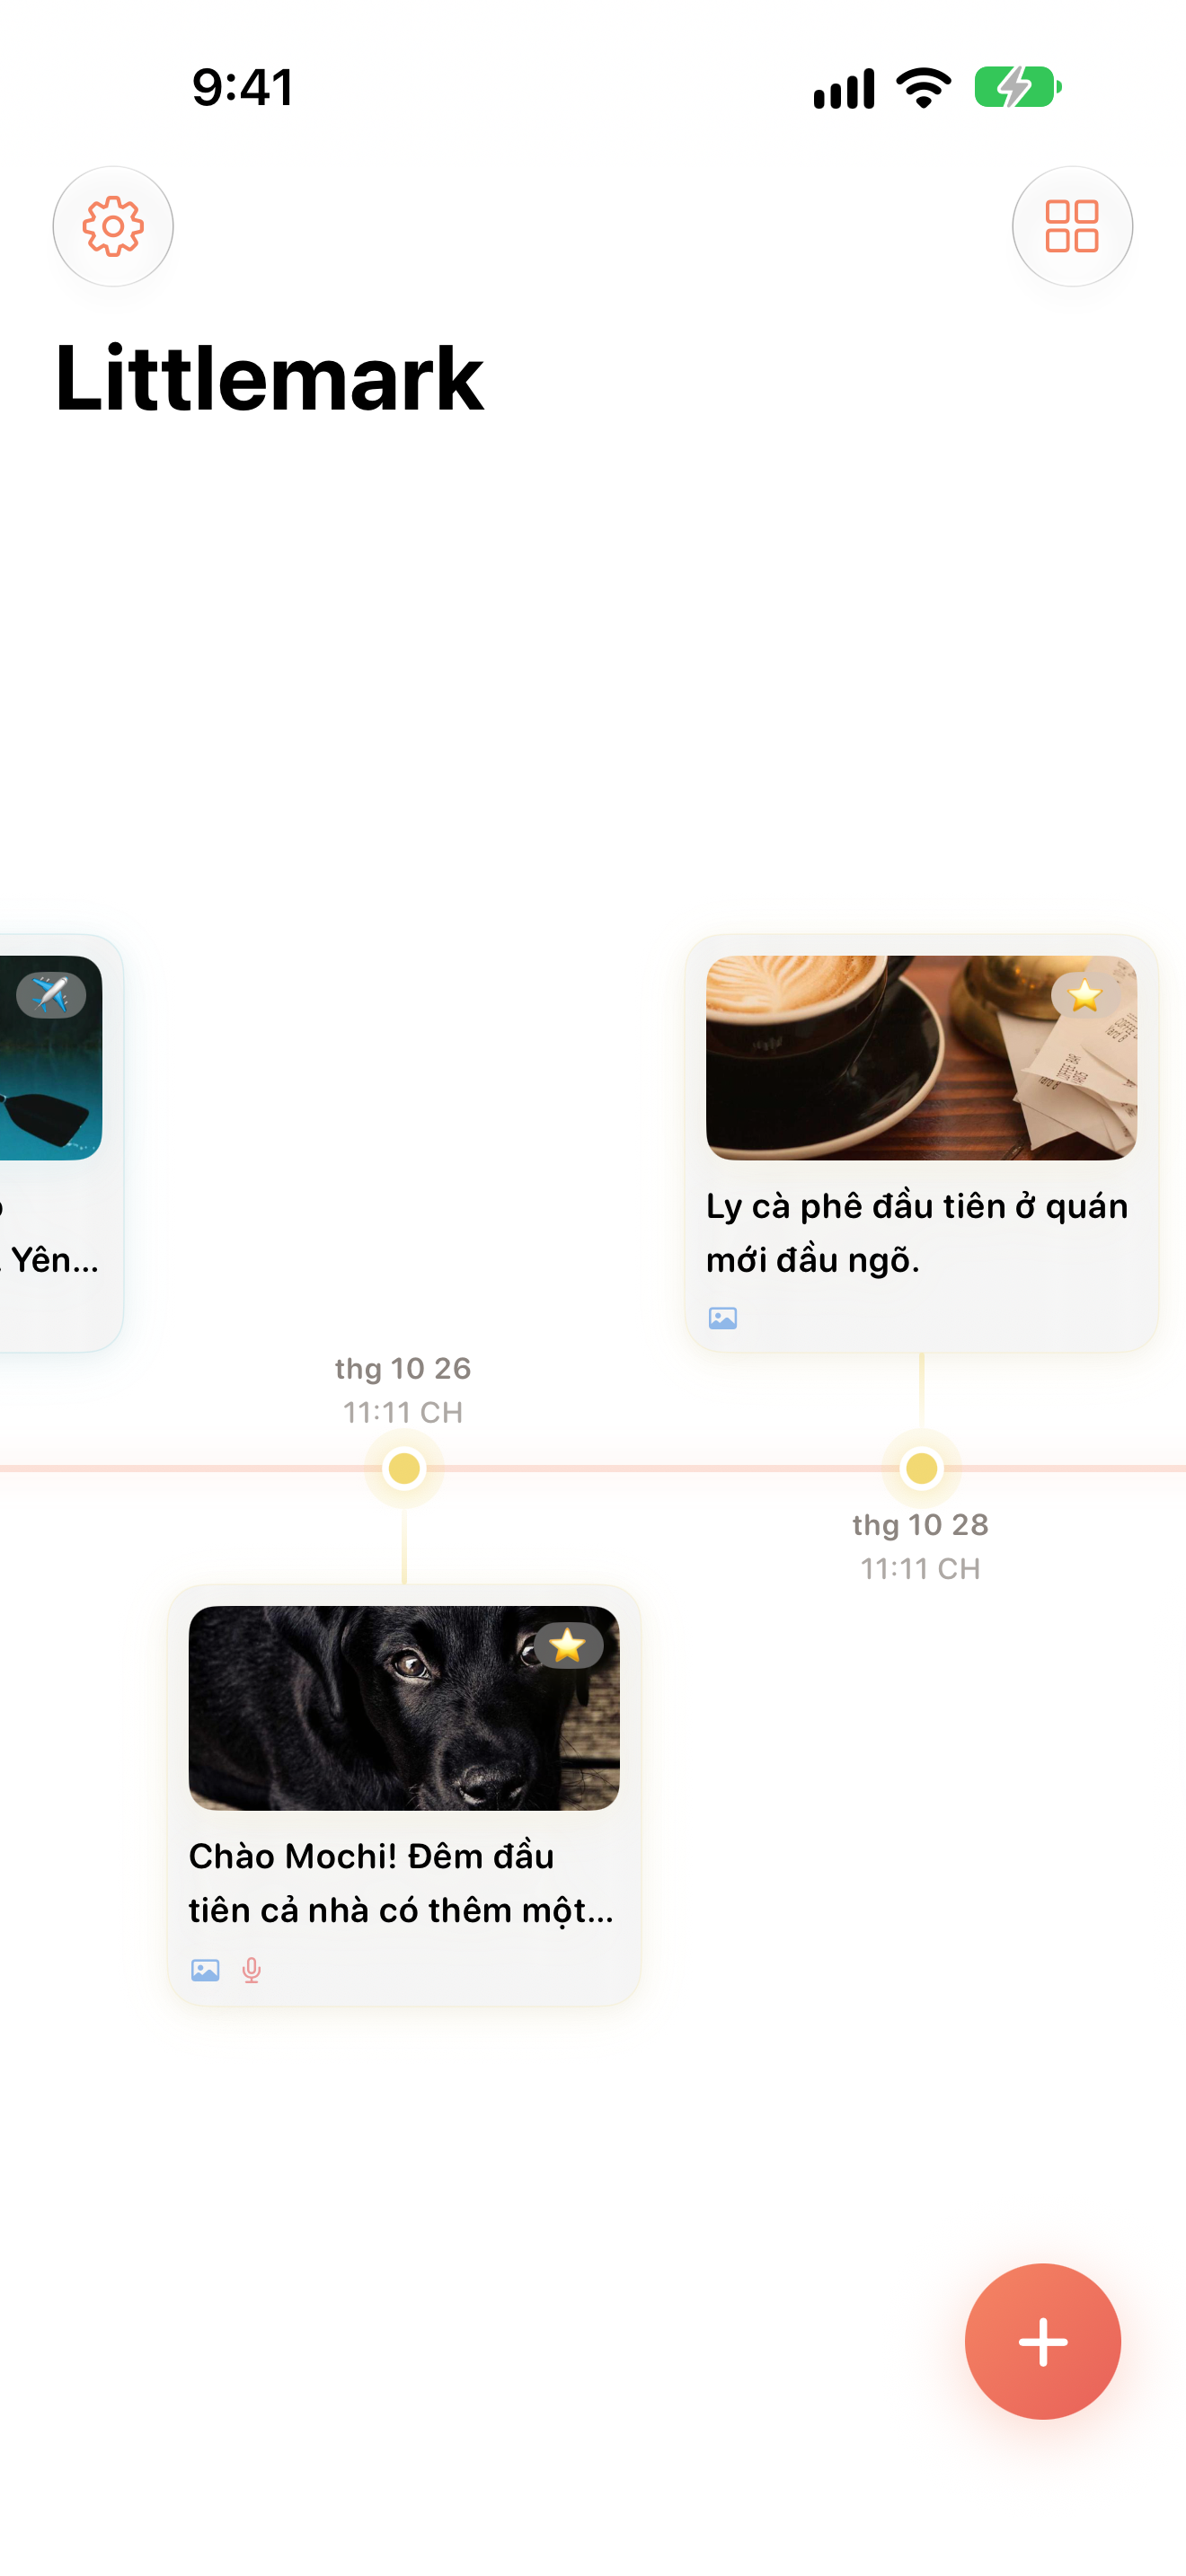 9:41
Littlemark
Yên...
Ly cà phê đầu tiên ở quán
mới đầu ngõ.
thg 10 26
11:11 CH
thg 10 28
11:11 CH
Chào Mochi! Đêm đầu
tiên cả nhà có thêm một...